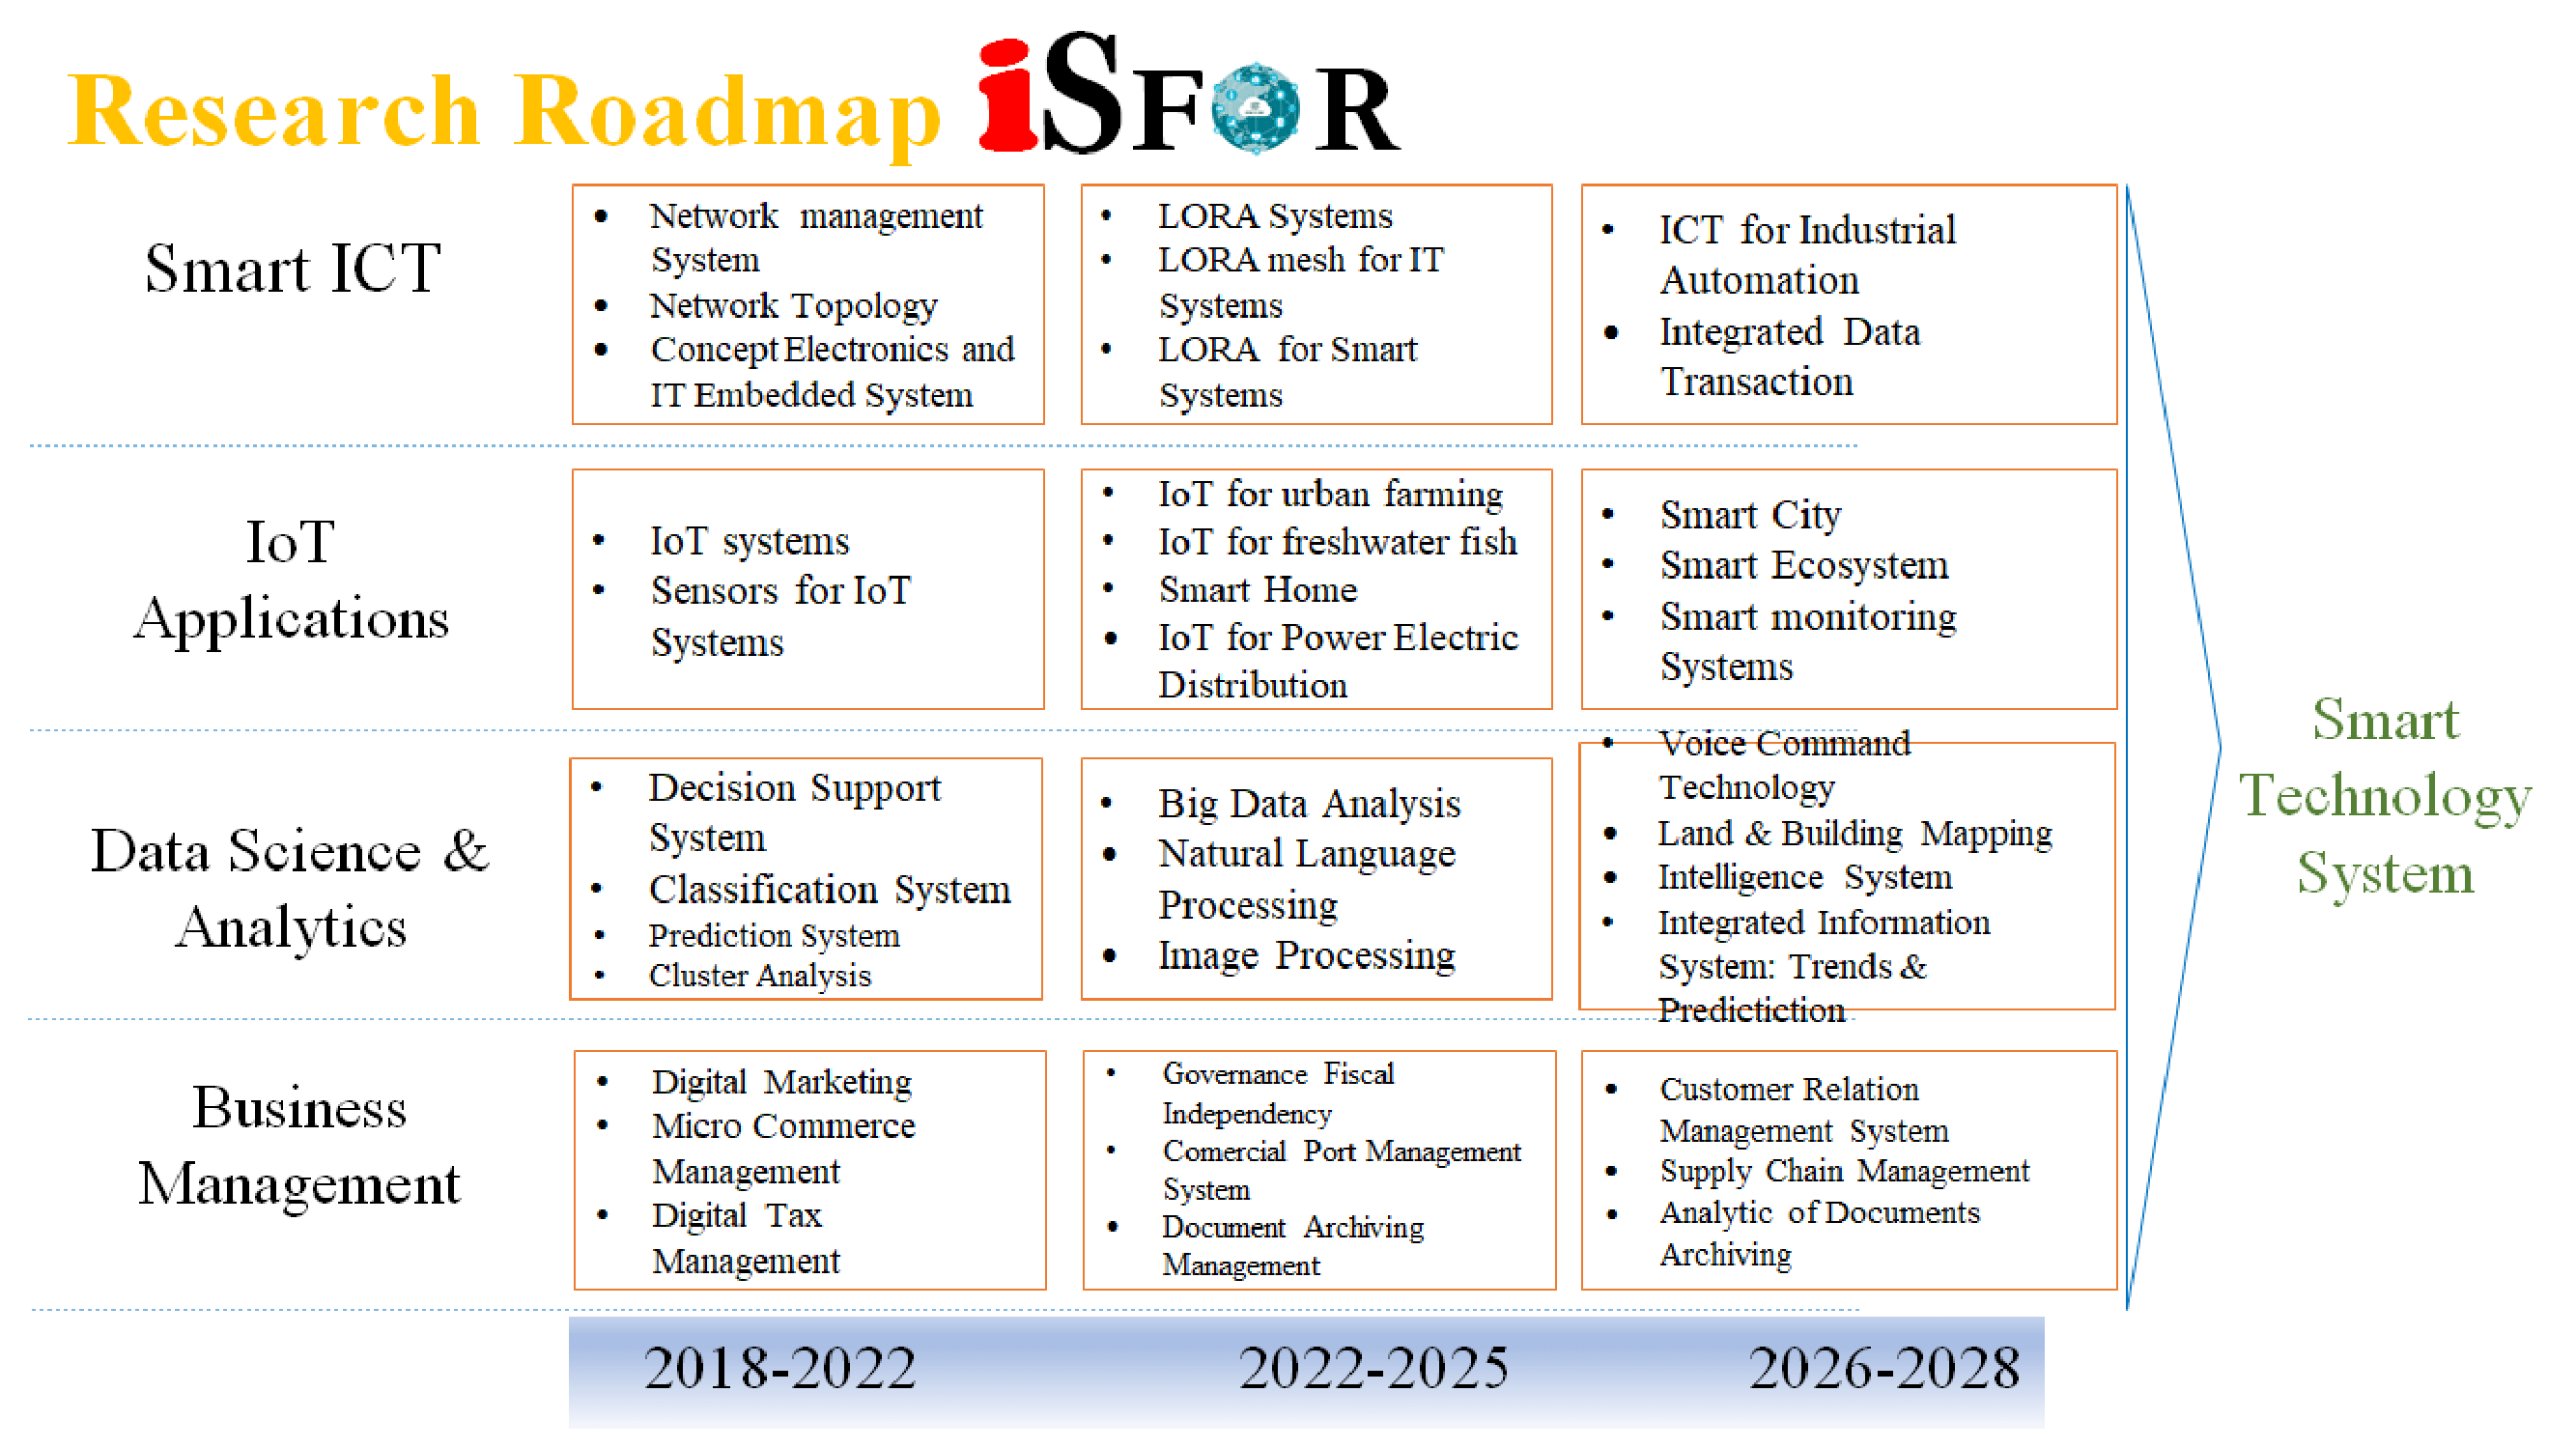 Research Roadmap iSFOR
Smart ICT
• Network management
System
• Network Topology
• Concept Electronics and
IT Embedded System
• LORA Systems
• LORA mesh for IT
Systems
• LORA for Smart
Systems
• ICT for Industrial
Automation
• Integrated Data
Transaction
IoT
Applications
• IoT systems
• Sensors for IoT
Systems
• IoT for urban farming
• IoT for freshwater fish
• Smart Home
• IoT for Power Electric
Distribution
• Smart City
• Smart Ecosystem
• Smart monitoring
Systems
Data Science &
Analytics
• Decision Support
System
• Classification System
• Prediction System
• Cluster Analysis
• Big Data Analysis
• Natural Language
Processing
• Image Processing
• Voice Command
Technology
• Land & Building Mapping
• Intelligence System
• Integrated Information
System: Trends &
Predictiction
Business
Management
• Digital Marketing
• Micro Commerce
Management
• Digital Tax
Management
• Governance Fiscal
Independency
• Comercial Port Management
System
• Document Archiving
Management
• Customer Relation
Management System
• Supply Chain Management
• Analytic of Documents
Archiving
Smart
Technology
System
2018-2022
2022-2025
2026-2028